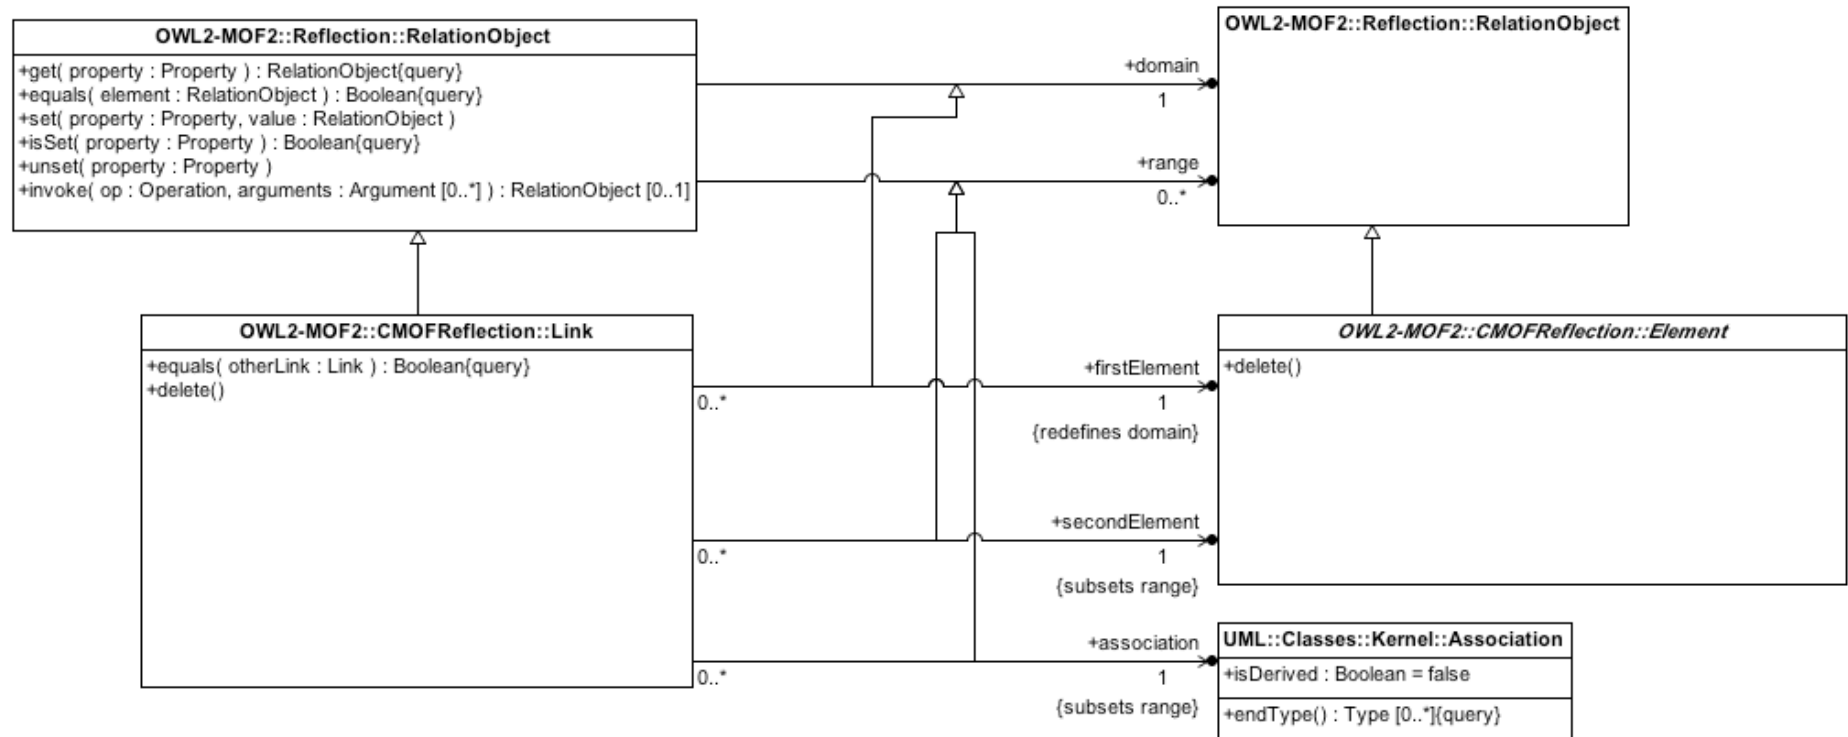 OWL2-MOF2::Reflection::RelationObject
+get( property : Property ) : RelationObject{query}
+equals( element : RelationObject ) : Boolean{query}
+set( property : Property, value : RelationObject )
+isSet( property : Property ) : Boolean{query}
+unset( property : Property )
+invoke( op : Operation, arguments : Argument [0..*] ) : RelationObject [0..1]
OWL2-MOF2::Reflection::RelationObject
+domain
1
+range
0..*
OWL2-MOF2::CMOFReflection::Link
+equals( otherLink : Link ) : Boolean{query}
+delete()
OWL2-MOF2::CMOFReflection::Element
+delete()
+firstElement
0..*
1
{redefines domain}
+secondElement
0..*
1
{subsets range}
+association
0..*
1
{subsets range}
UML::Classes::Kernel::Association
+isDerived : Boolean = false
+endType() : Type [0..*]{query}